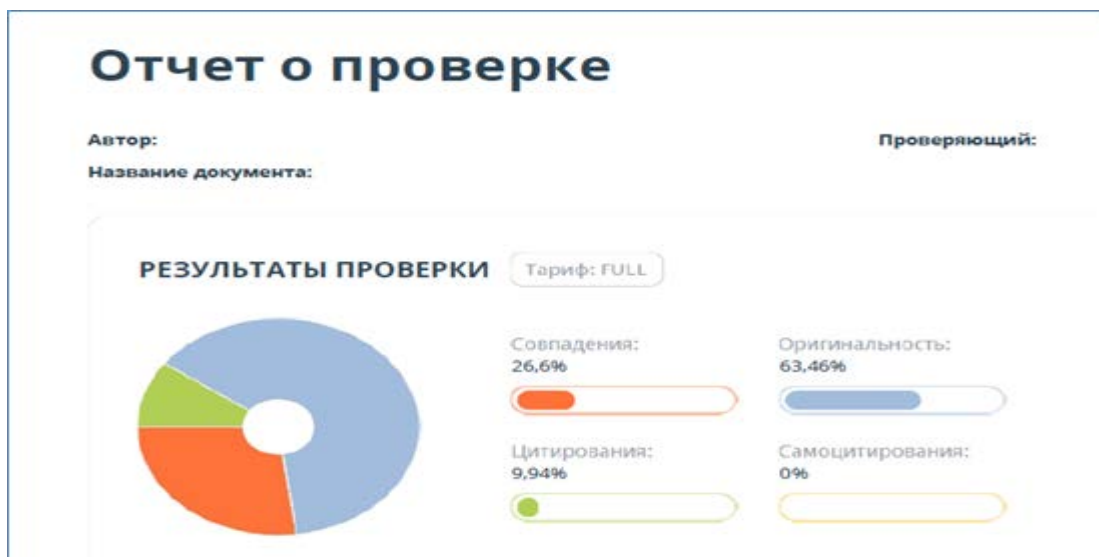 Отчет о проверке
Автор: Проверяющий:
Название документа:
РЕЗУЛЬТАТЫ ПРОВЕРКИ Тариф: FULL
Совпадения: Оригинальность:
26,6% 63,46%
Цитирования: Самоцитирования:
9,94% 0%